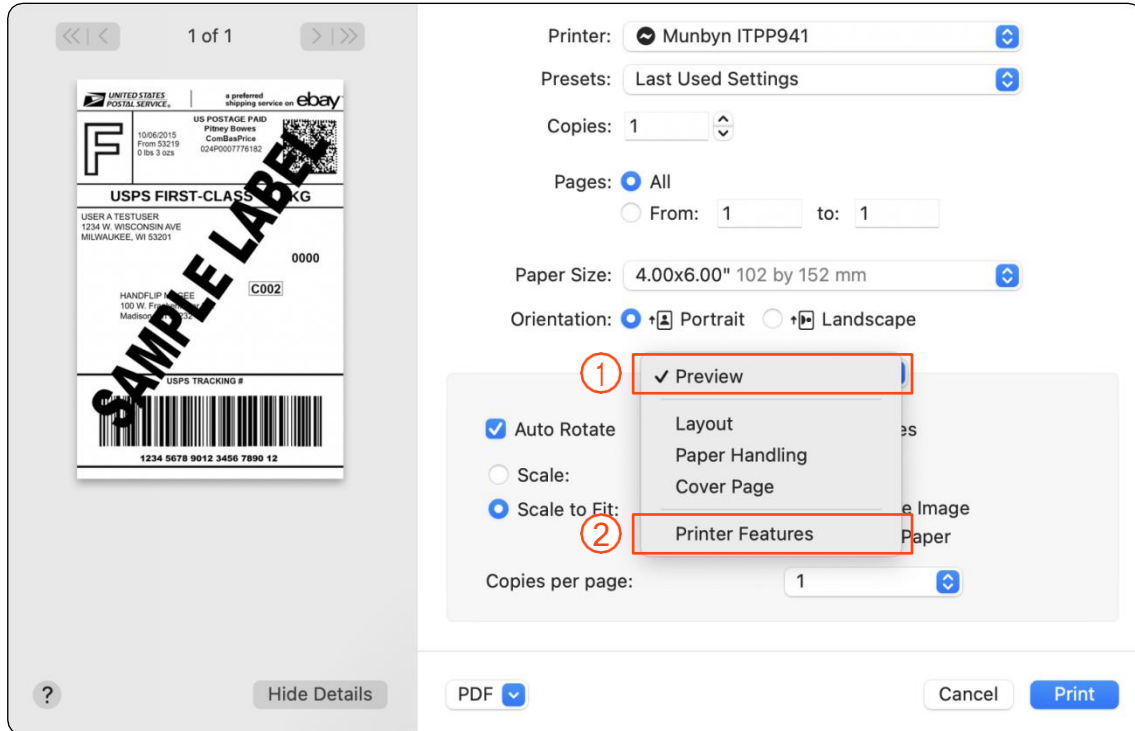 1 of 1
UNITED STATES
POSTAL SERVICE®
a preferred
shipping service on ebay
F
10/06/2015
From 53219
0 lbs 3 ozs
US POSTAGE PAID
Pitney Bowes
ComBasPrice
024P0007776182
USPS FIRST-CLASS KG
USER A TESTUSER
1234 W. WISCONSIN AVE
MILWAUKEE, WI 53201
0000
C002
HANDFLIP
100 W.
Madison
SAMPLE LABEL
USPS TRACKING #
1234 5678 9012 3456 7890 12
?
Hide Details
Printer: Munbyn ITPP941
Presets: Last Used Settings
Copies: 1
Pages: All
From: 1 to: 1
Paper Size: 4.00x6.00" 102 by 152 mm
Orientation: Portrait Landscape
1 ✓ Preview
Layout
Paper Handling
Cover Page
2 Printer Features
Auto Rotate
Scale:
Scale to Fit:
Image
Paper
Copies per page: 1
PDF
Cancel
Print